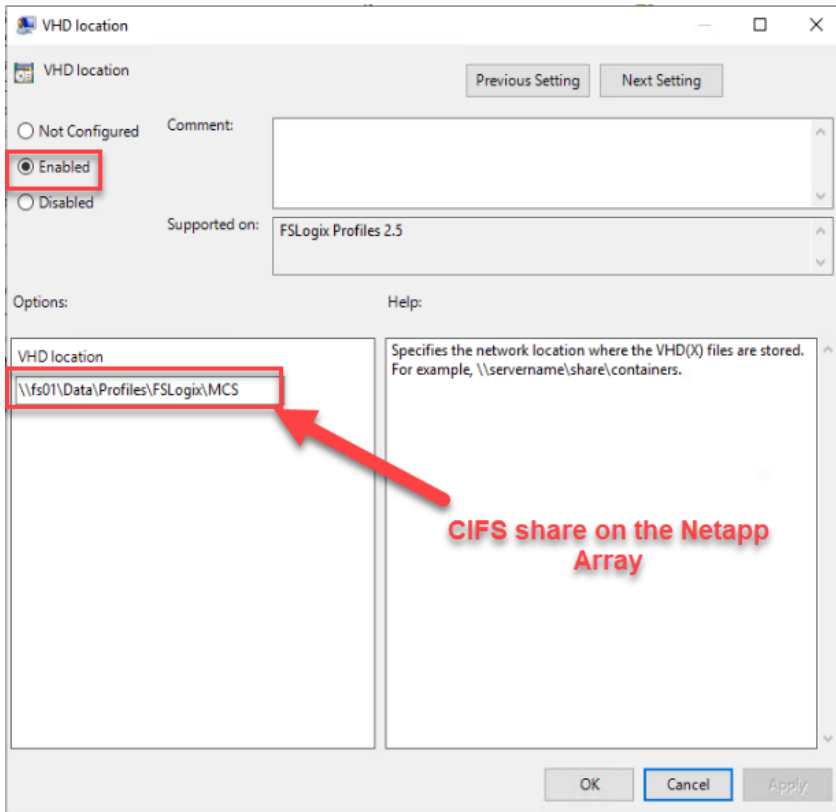 VHD location
VHD location
Previous Setting
Next Setting
Not Configured
Comment:
Enabled
Disabled
Supported on:
FSLogix Profiles 2.5
Options:
Help:
VHD location
\\fs01\Data\Profiles\FSLogix\MCS
Specifies the network location where the VHD(X) files are stored.
For example, \\servername\share\containers.
CIFS share on the Netapp
Array
OK
Cancel
Apply